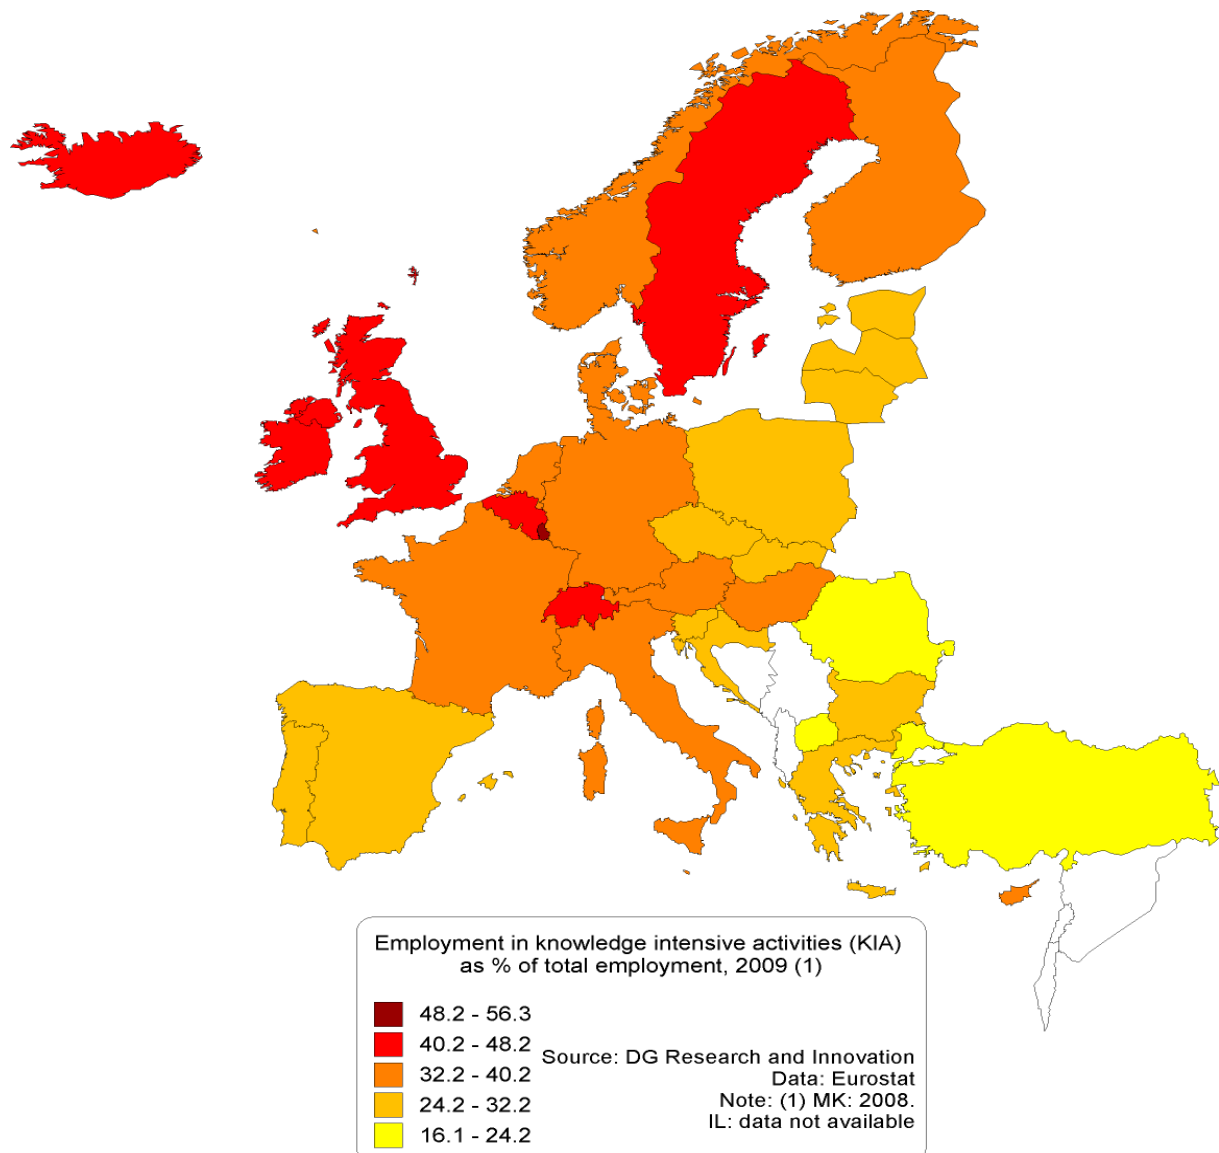 Employment in knowledge intensive activities (KIA)
as % of total employment, 2009 (1)
48.2 - 56.3
40.2 - 48.2
32.2 - 40.2
24.2 - 32.2
16.1 - 24.2
Source: DG Research and Innovation
Data: Eurostat
Note: (1) MK: 2008.
IL: data not available